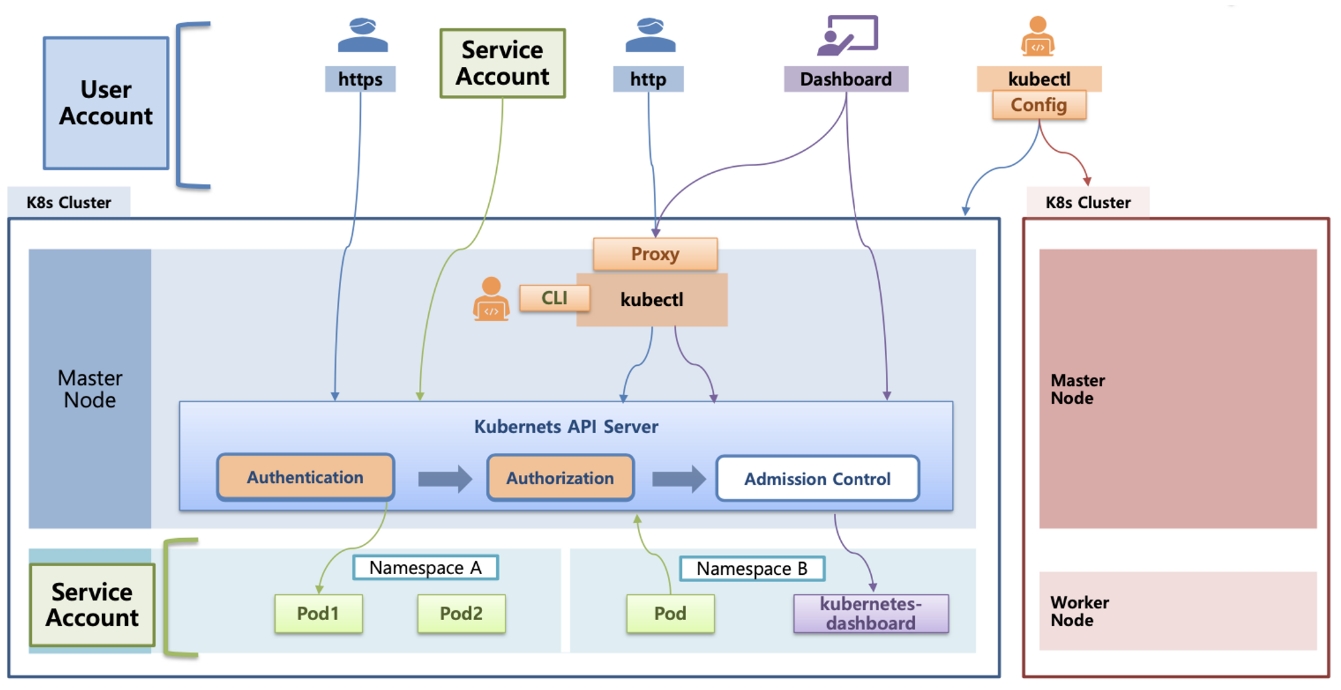 User
Account
https
Service
Account
http
Dashboard
kubectl
Config
K8s Cluster
K8s Cluster
Proxy
CLI
kubectl
Master
Node
Kubernets API Server
Authentication
Authorization
Admission Control
Master
Node
Service
Account
Namespace A
Pod1
Pod2
Namespace B
Pod
kubernetes-
dashboard
Worker
Node